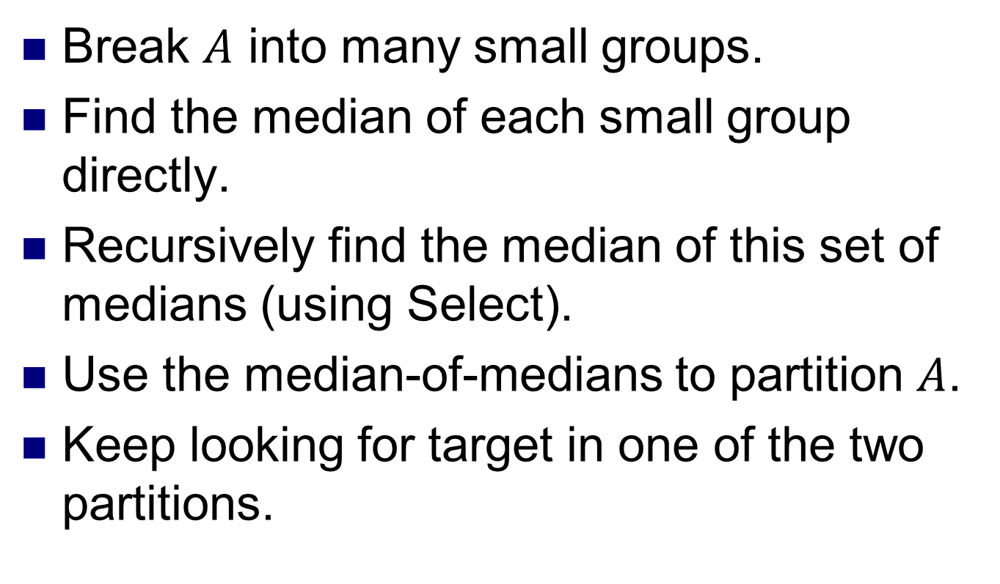 ■ Break A into many small groups.
■ Find the median of each small group
directly.
■ Recursively find the median of this set of
medians (using Select).
■ Use the median-of-medians to partition A.
■ Keep looking for target in one of the two
partitions.